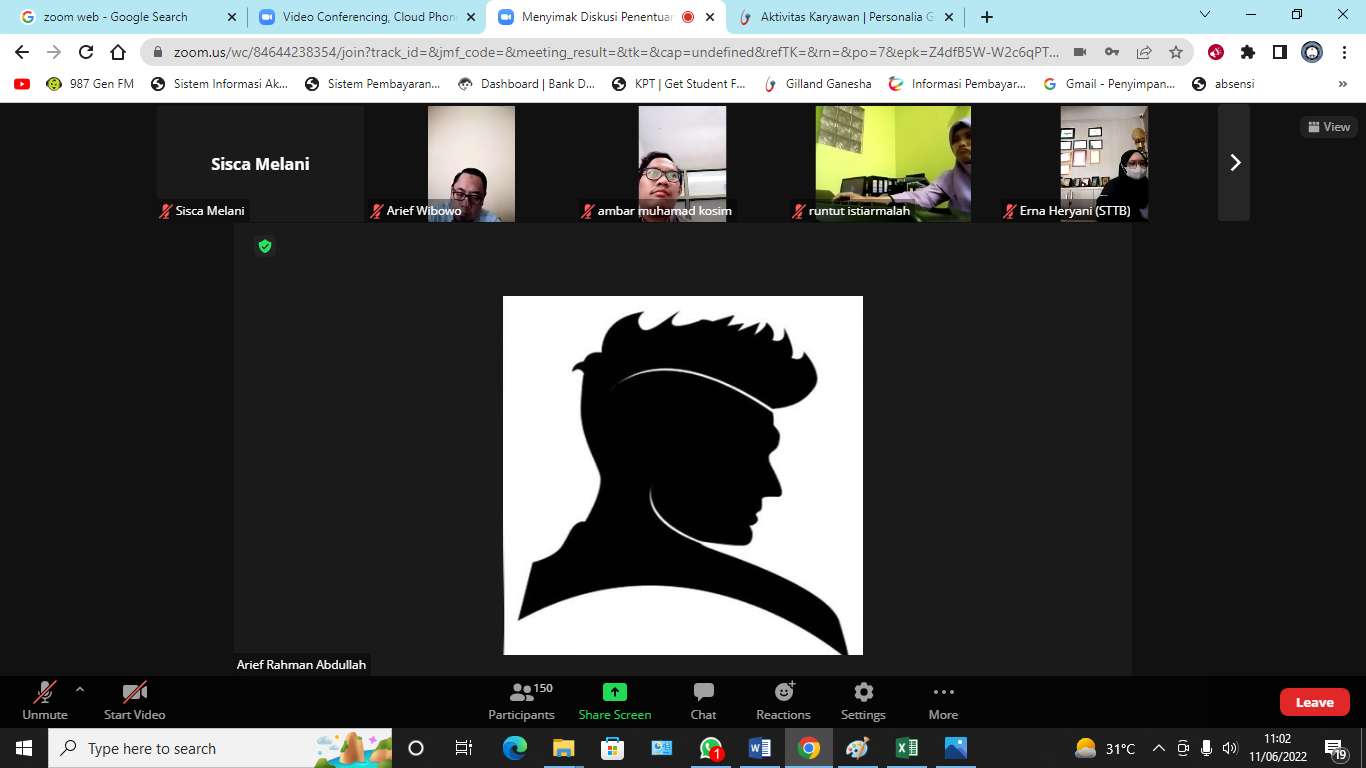 zoom web - Google Search
Video Conferencing, Cloud Phon
Menyimak Diskusi Penentuan
Aktivitas Karyawan | Personalia G
zoom.us/wc/84644238354/join?track_id=&jmf_code=&meeting_result=&tk=&cap=undefined&refTK=&rn=&po=7&epk=Z4dfB5W-W2c6qPT...
987 Gen FM
Sistem Informasi Ak...
Sistem Pembayaran...
Dashboard | Bank D...
KPT | Get Student F...
Gilland Ganesha
Informasi Pembayar...
Gmail - Penyimpan...
absensi
View
Sisca Melani
Sisca Melani
Arief Wibowo
ambar muhamad kosim
runtut istiarmalah
Erna Heryani (STTB)
Arief Rahman Abdullah
Unmute
Start Video
Participants
150
Share Screen
Chat
Reactions
Settings
More
Leave
Type here to search
1
31°C
11:02
11/06/2022
19